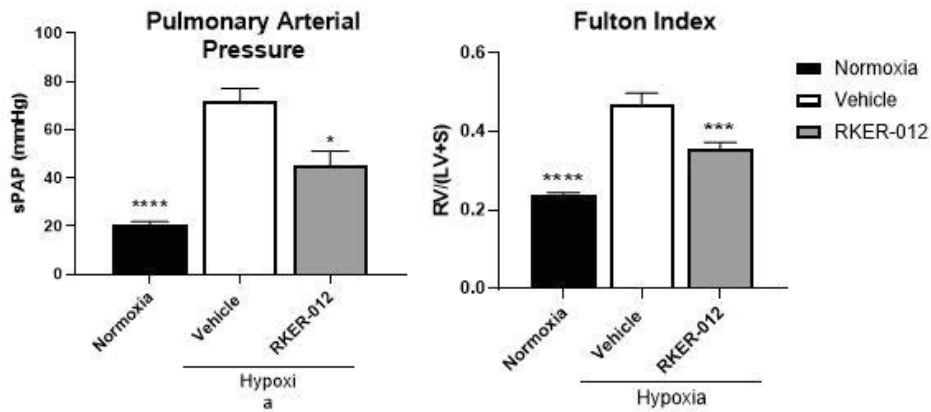 Pulmonary Arterial
Pressure
100
80
60
40
20
0
sPAP (mmHg)
****
*
Normoxia
Vehicle
RKER-012
Hypoxi
a
Fulton Index
0.6
0.4
0.2
0.0
RV/(LV+S)
****
***
Normoxia
Vehicle
RKER-012
Hypoxia
Normoxia
Vehicle
RKER-012